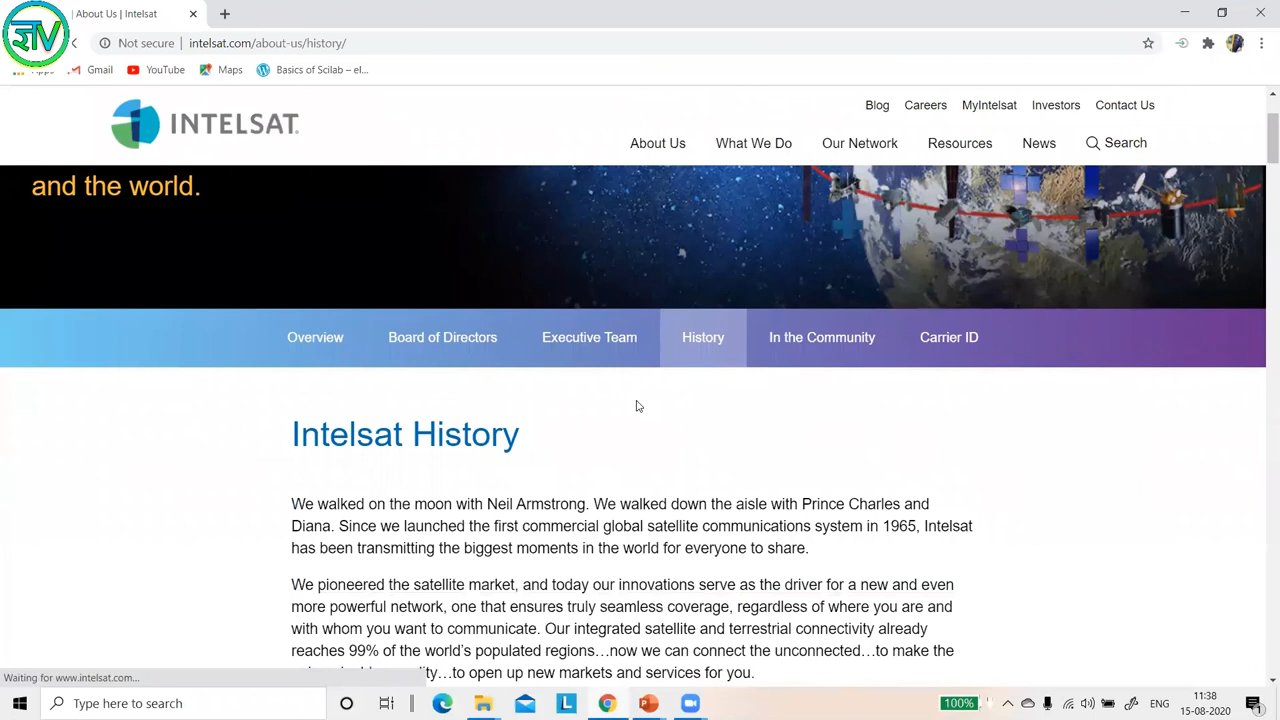 About Us | Intelsat
Not secure | intelsat.com/about-us/history/
Apps Gmail YouTube Maps Basics of Scilab – el...
INTELSAT
Blog Careers MyIntelsat Investors Contact Us
About Us What We Do Our Network Resources News Search
and the world.
Overview Board of Directors Executive Team History In the Community Carrier ID
Intelsat History
We walked on the moon with Neil Armstrong. We walked down the aisle with Prince Charles and
Diana. Since we launched the first commercial global satellite communications system in 1965, Intelsat
has been transmitting the biggest moments in the world for everyone to share.
We pioneered the satellite market, and today our innovations serve as the driver for a new and even
more powerful network, one that ensures truly seamless coverage, regardless of where you are and
with whom you want to communicate. Our integrated satellite and terrestrial connectivity already
reaches 99% of the world's populated regions…now we can connect the unconnected…to make the
…to open up new markets and services for you.
Waiting for www.intelsat.com...
Type here to search
100%
ENG
11:38
15-08-2020